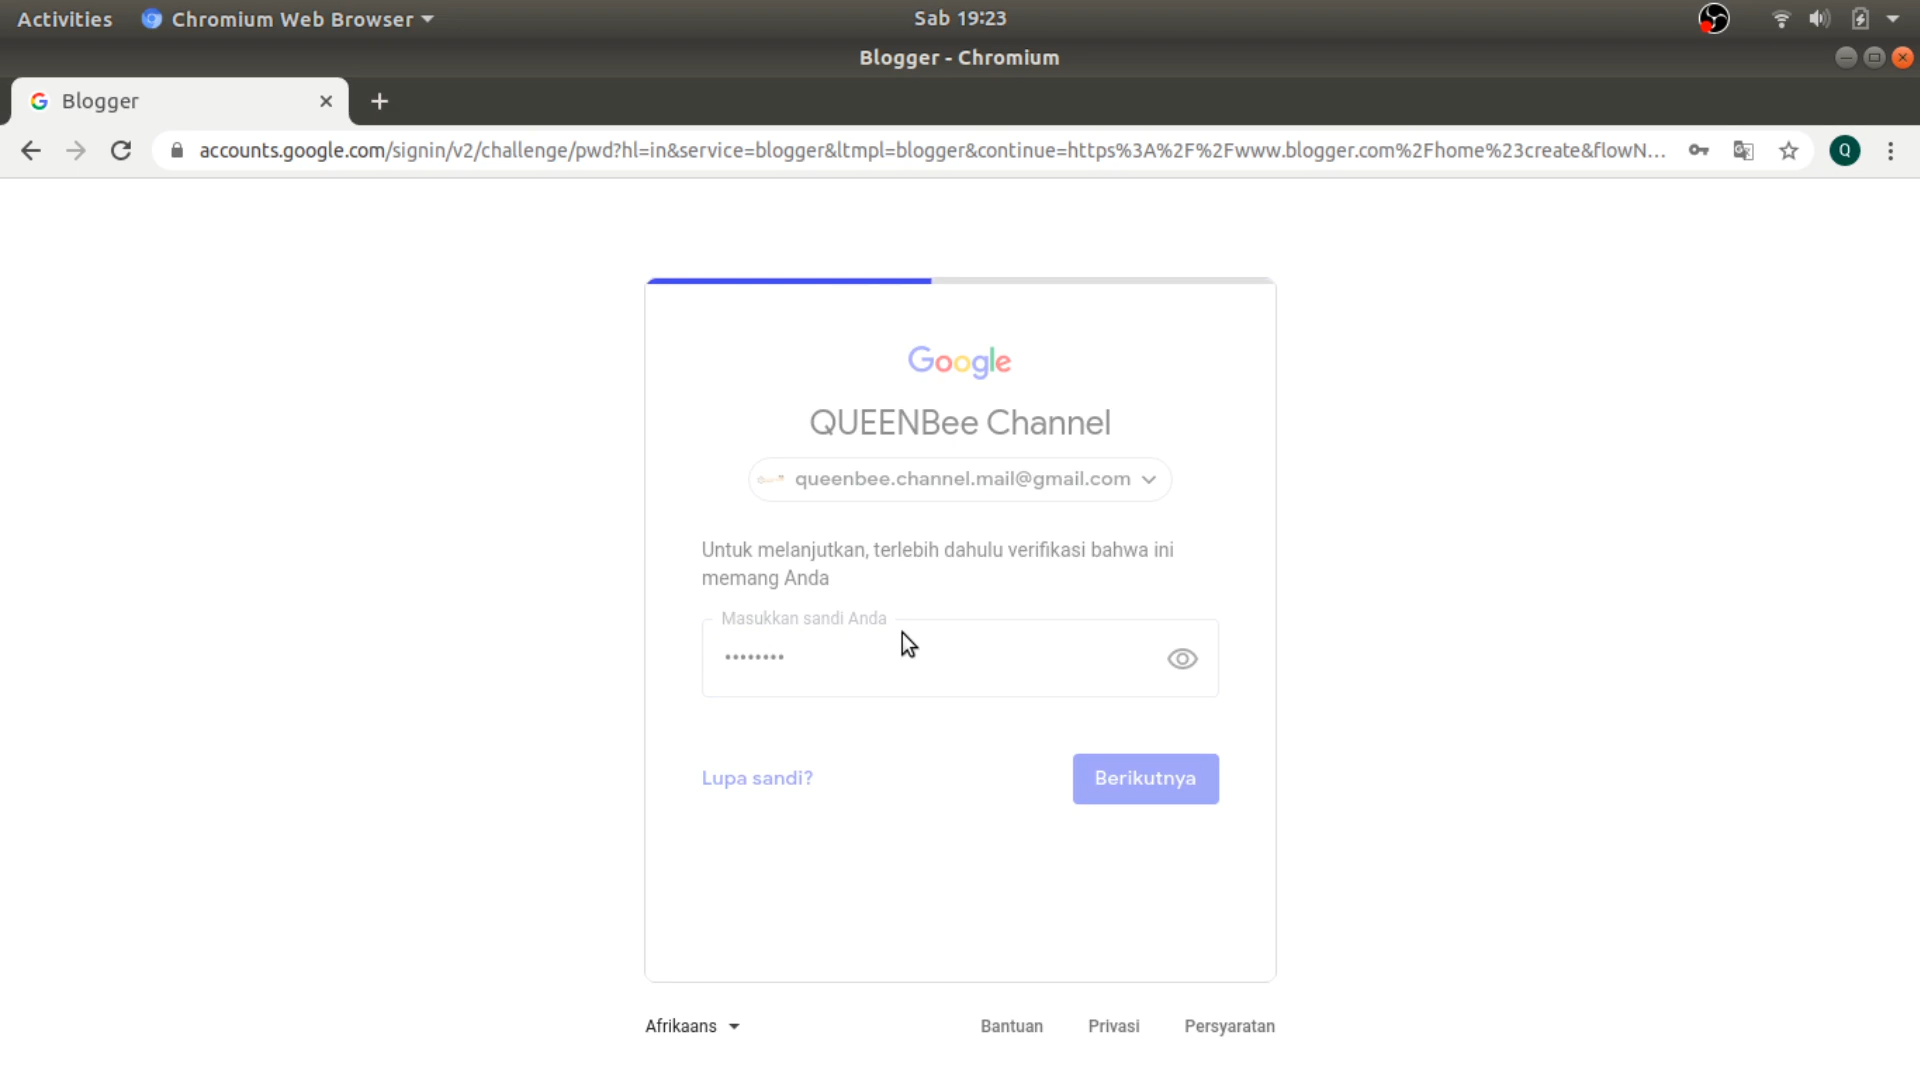 Activities
Chromium Web Browser
Sab 19:23
Blogger - Chromium
Blogger
accounts.google.com/signin/v2/challenge/pwd?hl=in&service=blogger&ltmpl=blogger&continue=https%3A%2F%2Fwww.blogger.com%2Fhome%23create&flowN...
Q
Google
QUEENBee Channel
queenbee.channel.mail@gmail.com
Untuk melanjutkan, terlebih dahulu verifikasi bahwa ini
memang Anda
Masukkan sandi Anda
••••••••
Lupa sandi?
Berikutnya
Afrikaans
Bantuan
Privasi
Persyaratan